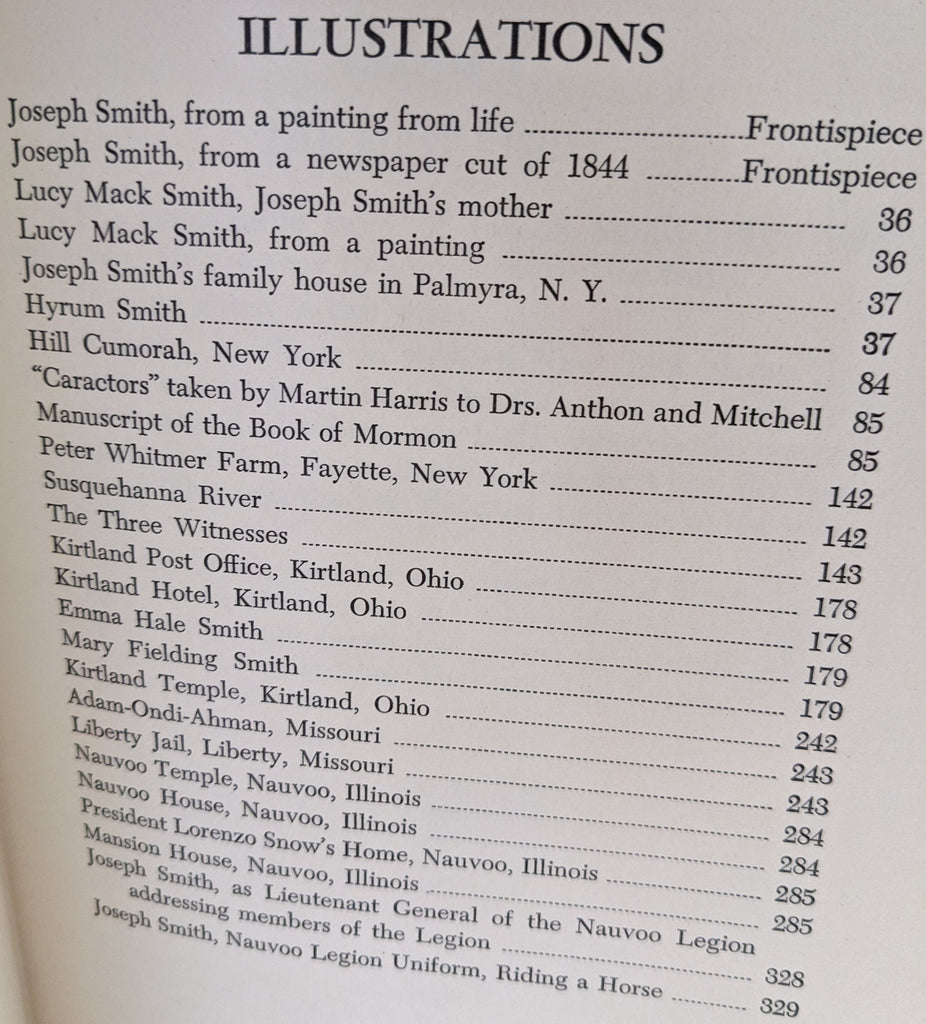 ILLUSTRATIONS
Joseph Smith, from a painting from life ........................Frontispiece
Joseph Smith, from a newspaper cut of 1844 ............Frontispiece
Lucy Mack Smith, Joseph Smith's mother ........................ 36
Lucy Mack Smith, from a painting ........................ 36
Joseph Smith's family house in Palmyra, N. Y. ........................ 37
Hyrum Smith ........................ 37
Hill Cumorah, New York ........................ 84
"Caractors" taken by Martin Harris to Drs. Anthon and Mitchell 85
Manuscript of the Book of Mormon ........................ 85
Peter Whitmer Farm, Fayette, New York ........................ 142
Susquehanna River ........................ 142
The Three Witnesses ........................ 143
Kirtland Post Office, Kirtland, Ohio ........................ 178
Kirtland Hotel, Kirtland, Ohio ........................ 178
Emma Hale Smith ........................ 179
Mary Fielding Smith ........................ 179
Kirtland Temple, Kirtland, Ohio ........................ 242
Adam-Ondi-Ahman, Missouri ........................ 243
Liberty Jail, Liberty, Missouri ........................ 243
Nauvoo Temple, Nauvoo, Illinois ........................ 284
Nauvoo House, Nauvoo, Illinois ........................ 284
President Lorenzo Snow's Home, Nauvoo, Illinois ........................ 285
Mansion House, Nauvoo, Illinois ........................ 285
Joseph Smith, as Lieutenant General of the Nauvoo Legion
addressing members of the Legion ........................ 328
Joseph Smith, Nauvoo Legion Uniform, Riding a Horse ............ 329